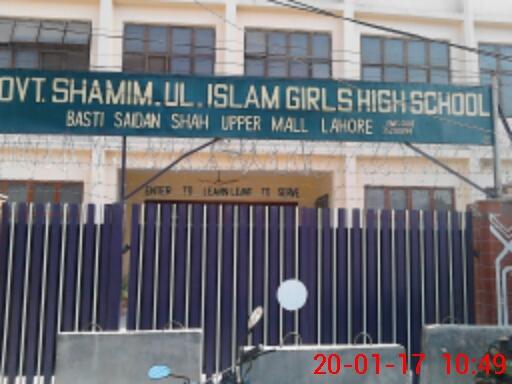 OVT. SHAMIM. UL. ISLAM GIRLS HIGH SCHOOL
BASTI SAIDAN SHAH UPPER MALL LAHORE
ENTER TO LEARN LEAVE TO SERVE
20-01-17 10:49